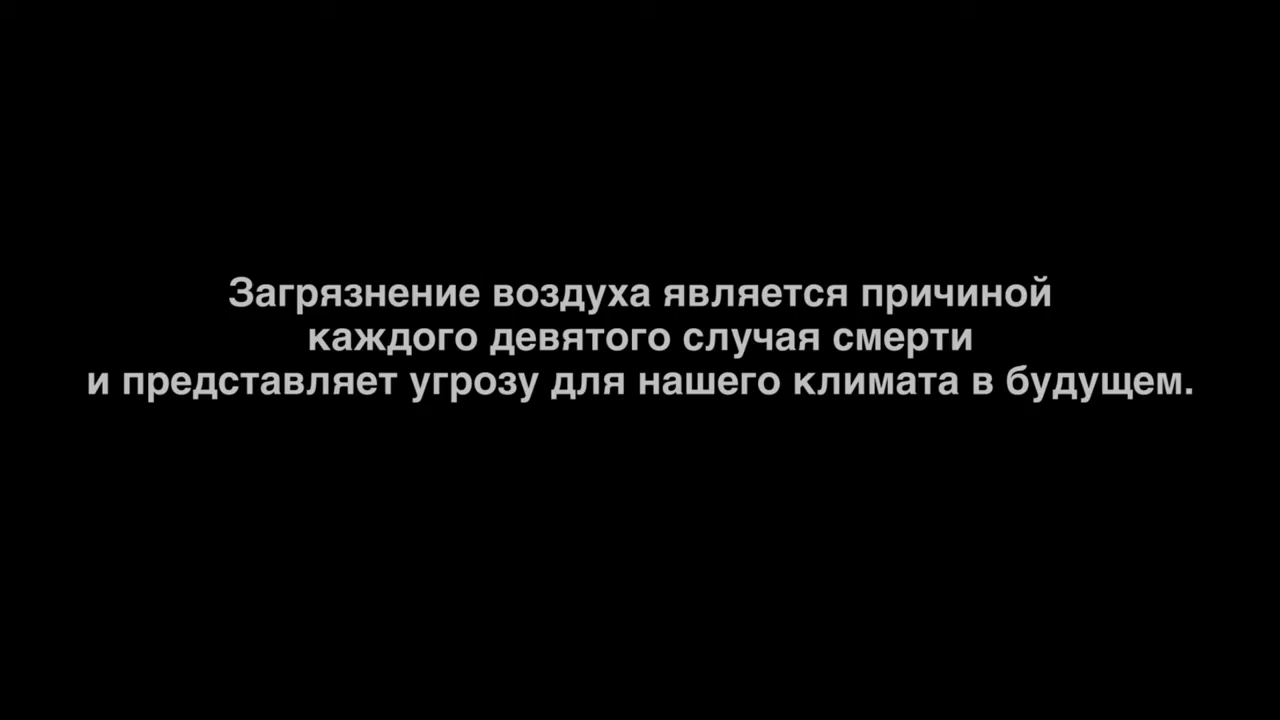 Загрязнение воздуха является причиной
каждого девятого случая смерти
и представляет угрозу для нашего климата в будущем.